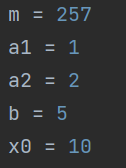 m = 257
a1 = 1
a2 = 2
b = 5
x0 = 10